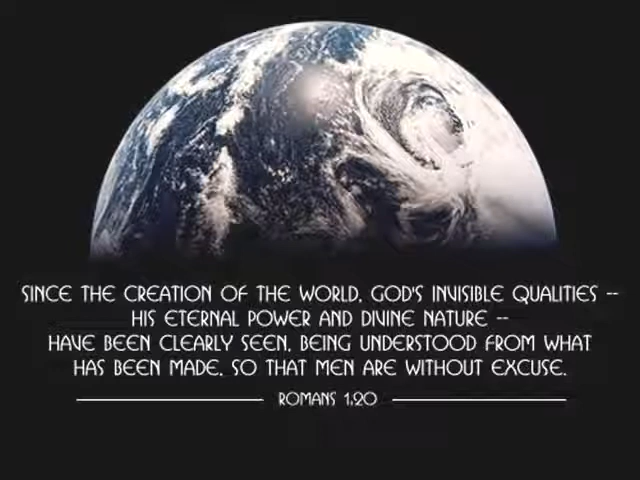 SINCE THE CREATION OF THE WORLD, GOD'S INVISIBLE QUALITIES --
HIS ETERNAL POWER AND DIVINE NATURE --
HAVE BEEN CLEARLY SEEN, BEING UNDERSTOOD FROM WHAT
HAS BEEN MADE, SO THAT MEN ARE WITHOUT EXCUSE.
ROMANS 1:20